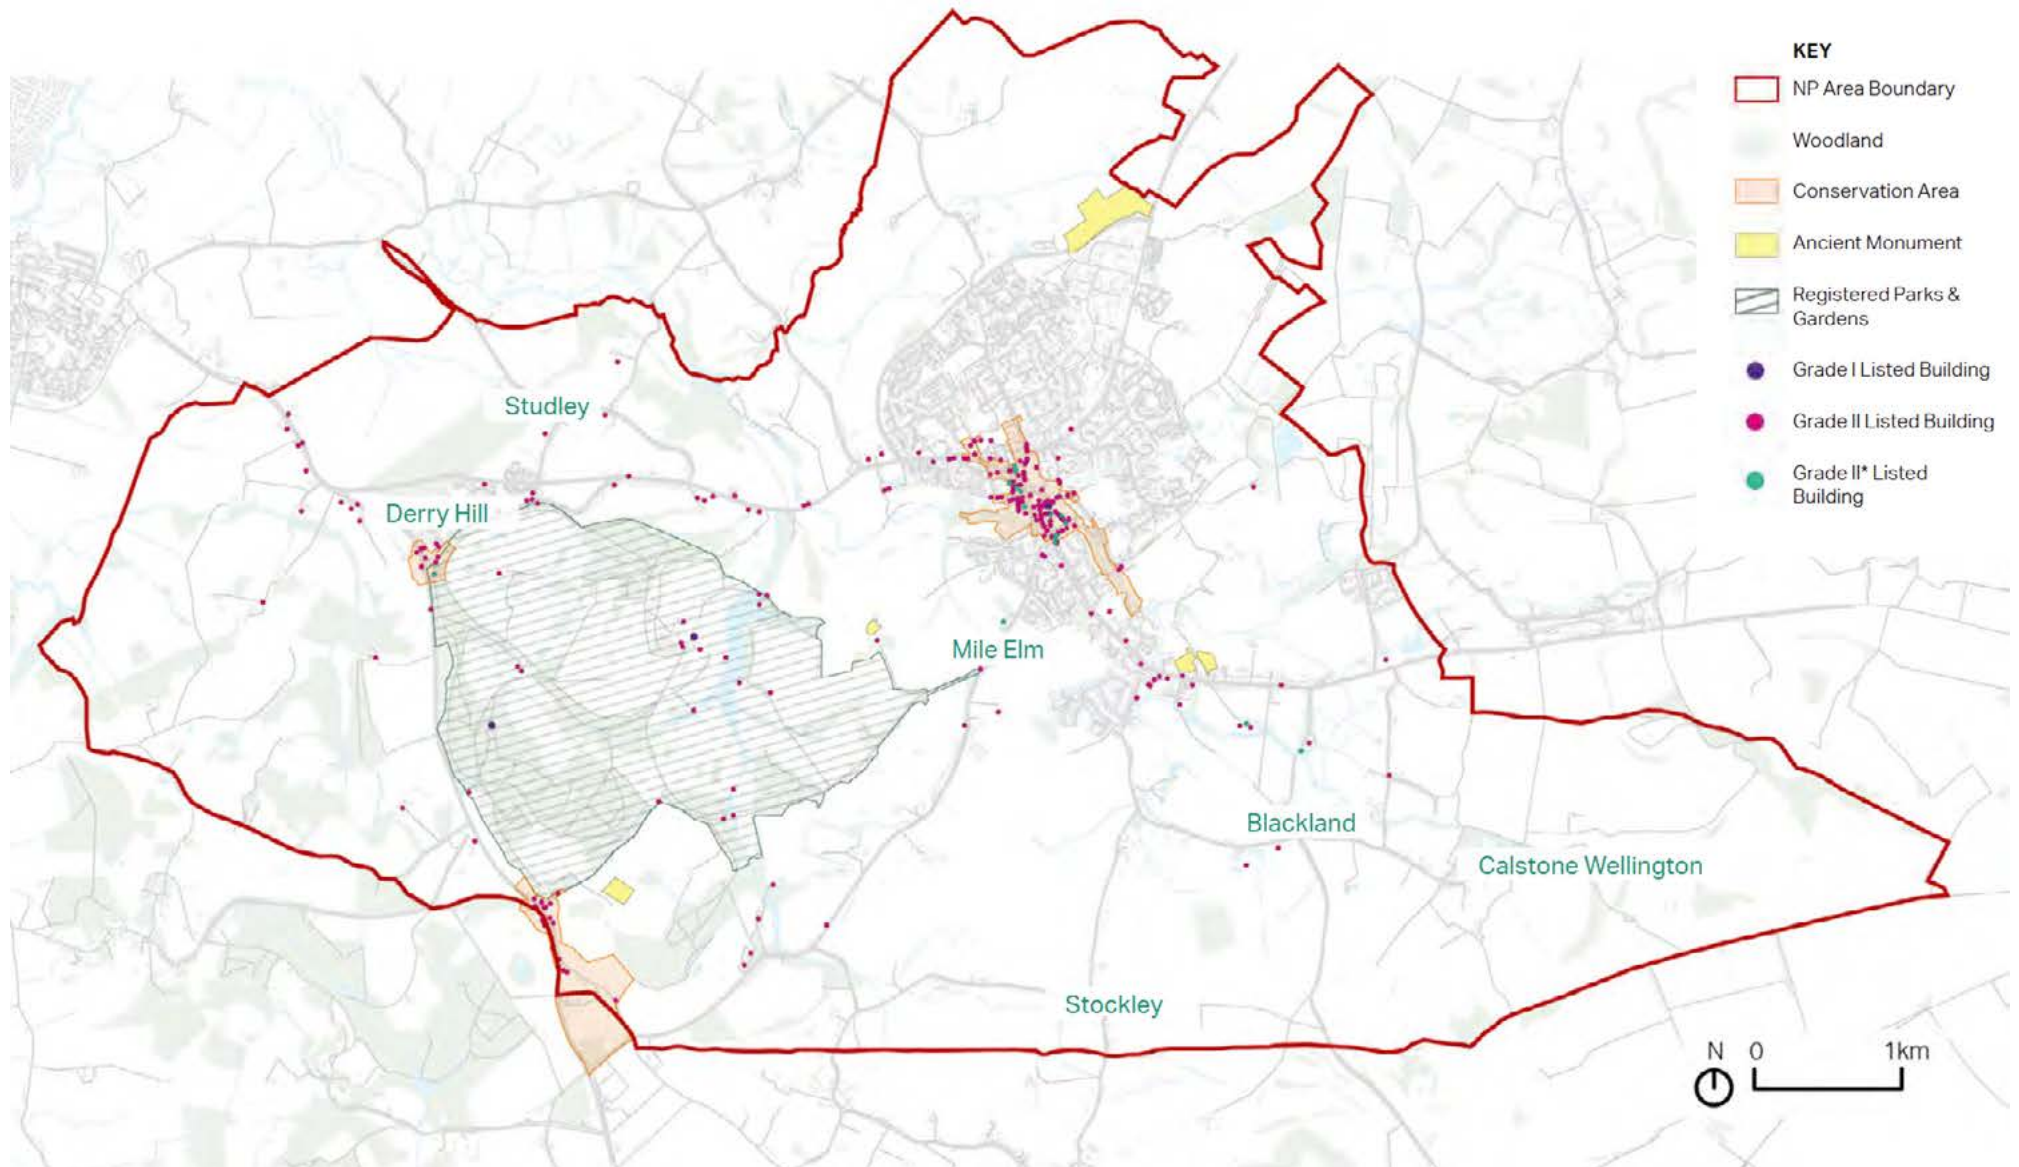 KEY
NP Area Boundary
Woodland
Conservation Area
Ancient Monument
Registered Parks &
Gardens
Grade I Listed Building
Grade II Listed Building
Grade II* Listed
Building
Studley
Derry Hill
Mile Elm
Blackland
Calstone Wellington
Stockley
N 0 1km